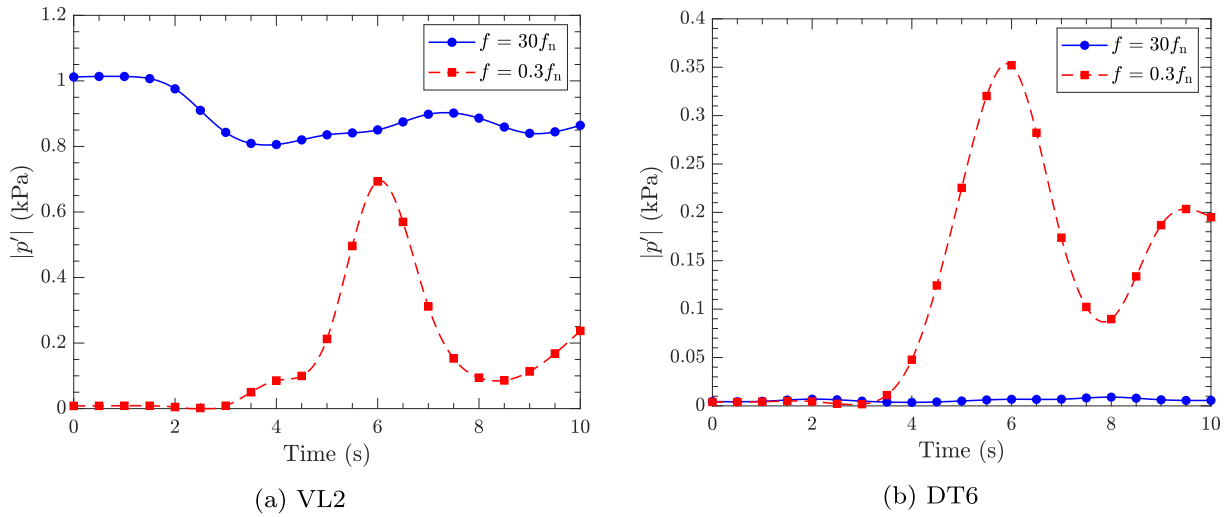 1.2
1
0.8
0.6
0.4
0.2
0
|p′| (kPa)
f = 30fn
f = 0.3fn
0 2 4 6 8 10
Time (s)
(a) VL2
0.4
0.35
0.3
0.25
0.2
0.15
0.1
0.05
0
|p′| (kPa)
f = 30fn
f = 0.3fn
0 2 4 6 8 10
Time (s)
(b) DT6